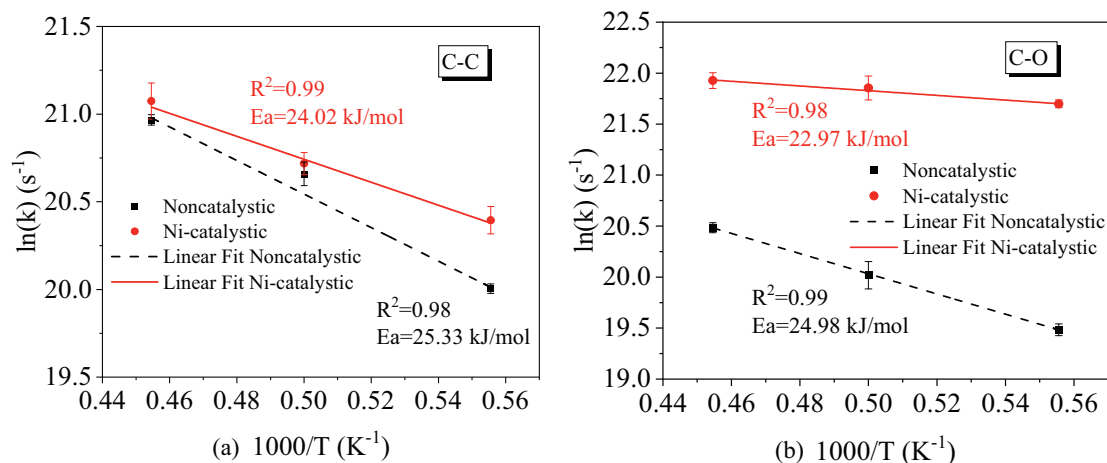 C-C
R²=0.99
Ea=24.02 kJ/mol
Noncatalystic
Ni-catalystic
Linear Fit Noncatalystic
Linear Fit Ni-catalystic
R²=0.98
Ea=25.33 kJ/mol
ln(k) (s⁻¹)
21.5
21.0
20.5
20.0
19.5
0.44 0.46 0.48 0.50 0.52 0.54 0.56
(a) 1000/T (K⁻¹)
C-O
R²=0.98
Ea=22.97 kJ/mol
Noncatalystic
Ni-catalystic
Linear Fit Noncatalystic
Linear Fit Ni-catalystic
R²=0.99
Ea=24.98 kJ/mol
ln(k) (s⁻¹)
22.5
22.0
21.5
21.0
20.5
20.0
19.5
19.0
0.44 0.46 0.48 0.50 0.52 0.54 0.56
(b) 1000/T (K⁻¹)